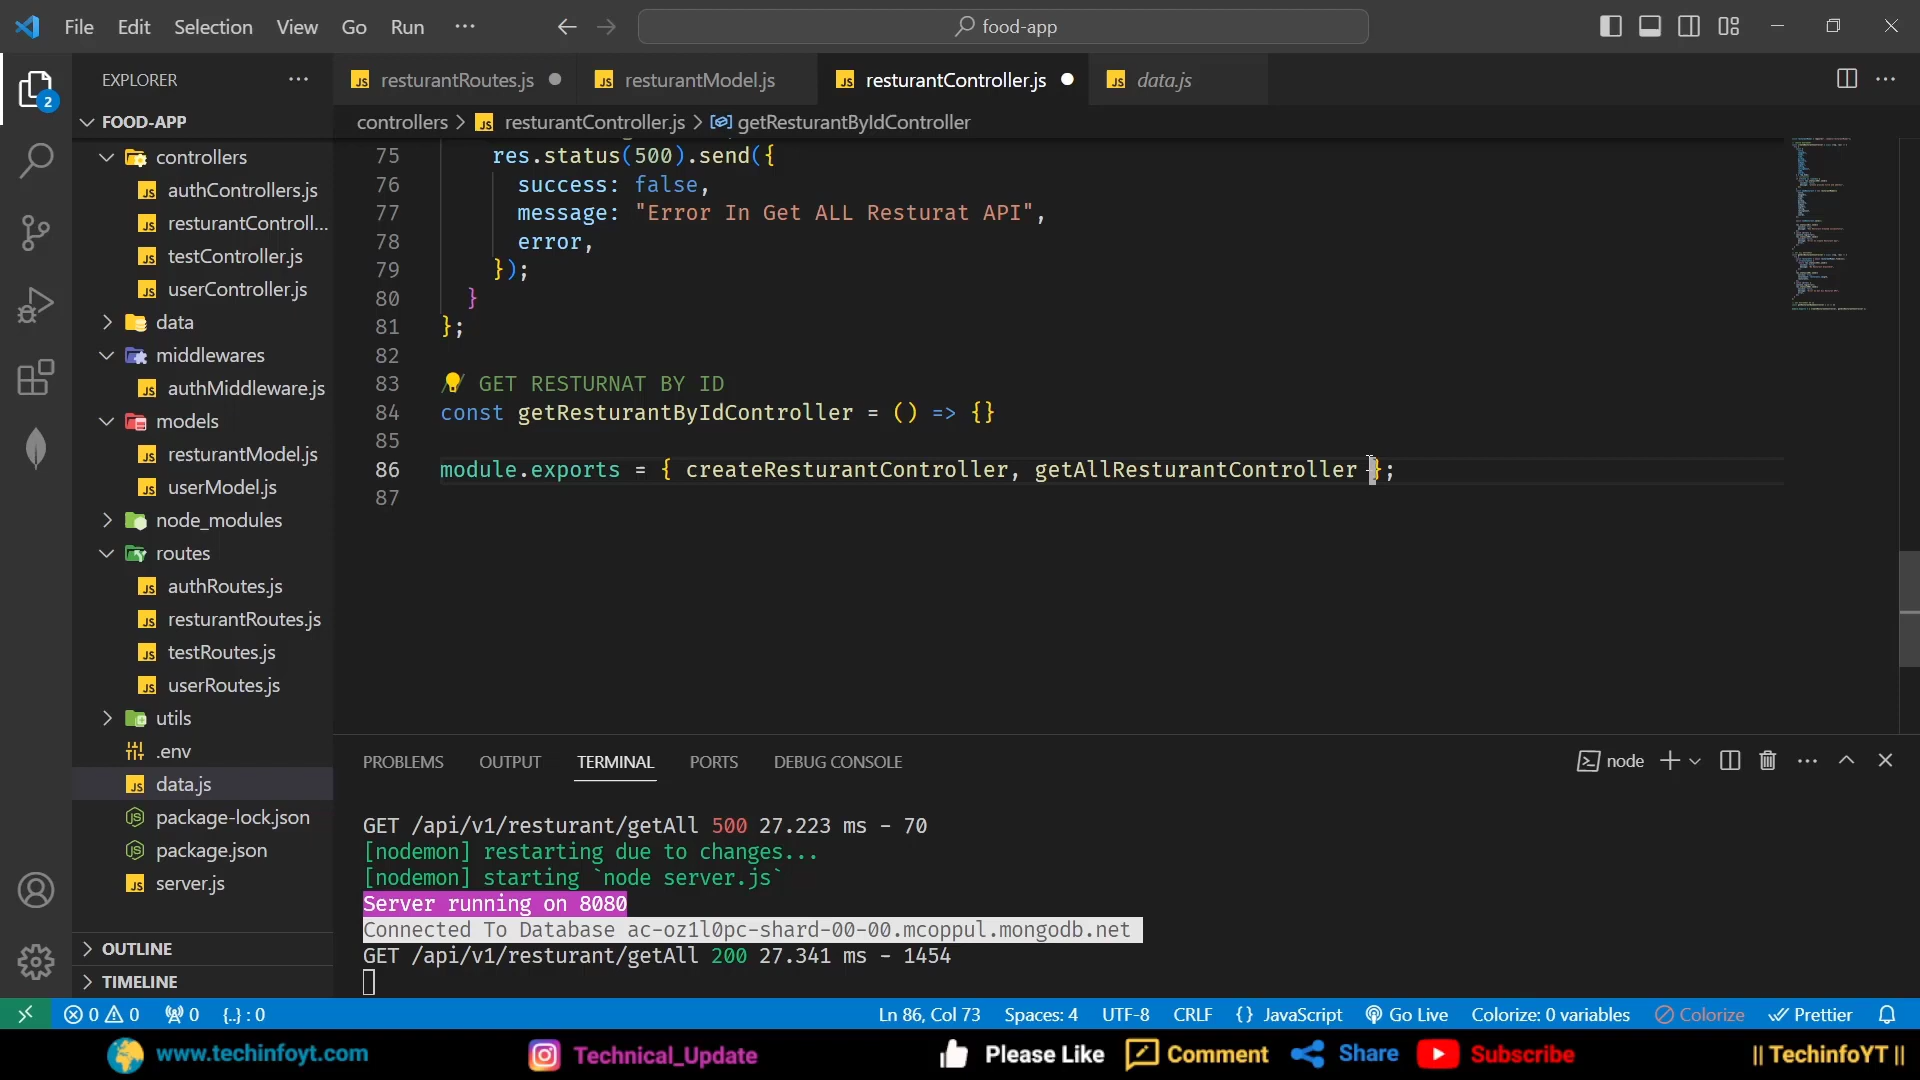 File Edit Selection View Go Run ···
food-app
EXPLORER ···
resturantRoutes.js
resturantModel.js
resturantController.js
data.js
2
FOOD-APP
controllers > resturantController.js > getResturantByIdController
controllers
authControllers.js
resturantControll...
testController.js
userController.js
data
middlewares
authMiddleware.js
models
resturantModel.js
userModel.js
node_modules
routes
authRoutes.js
resturantRoutes.js
testRoutes.js
userRoutes.js
utils
.env
data.js
package-lock.json
package.json
server.js
OUTLINE
TIMELINE
75 res.status(500).send({
76 success: false,
77 message: "Error In Get ALL Resturat API",
78 error,
79 });
80 }
81 };
82
83 // GET RESTURNAT BY ID
84 const getResturantByIdController = () => {}
85
86 module.exports = { createResturantController, getAllResturantController };
87
PROBLEMS OUTPUT TERMINAL PORTS DEBUG CONSOLE
node
GET /api/v1/resturant/getAll 500 27.223 ms - 70
[nodemon] restarting due to changes...
[nodemon] starting `node server.js`
Server running on 8080
Connected To Database ac-oz1l0pc-shard-00-00.mcoppul.mongodb.net
GET /api/v1/resturant/getAll 200 27.341 ms - 1454
0 0 0 {..} : 0 Ln 86, Col 73 Spaces: 4 UTF-8 CRLF {} JavaScript Go Live Colorize: 0 variables Colorize Prettier
www.techinfoyt.com Technical_Update Please Like Comment Share Subscribe || TechinfoYT ||